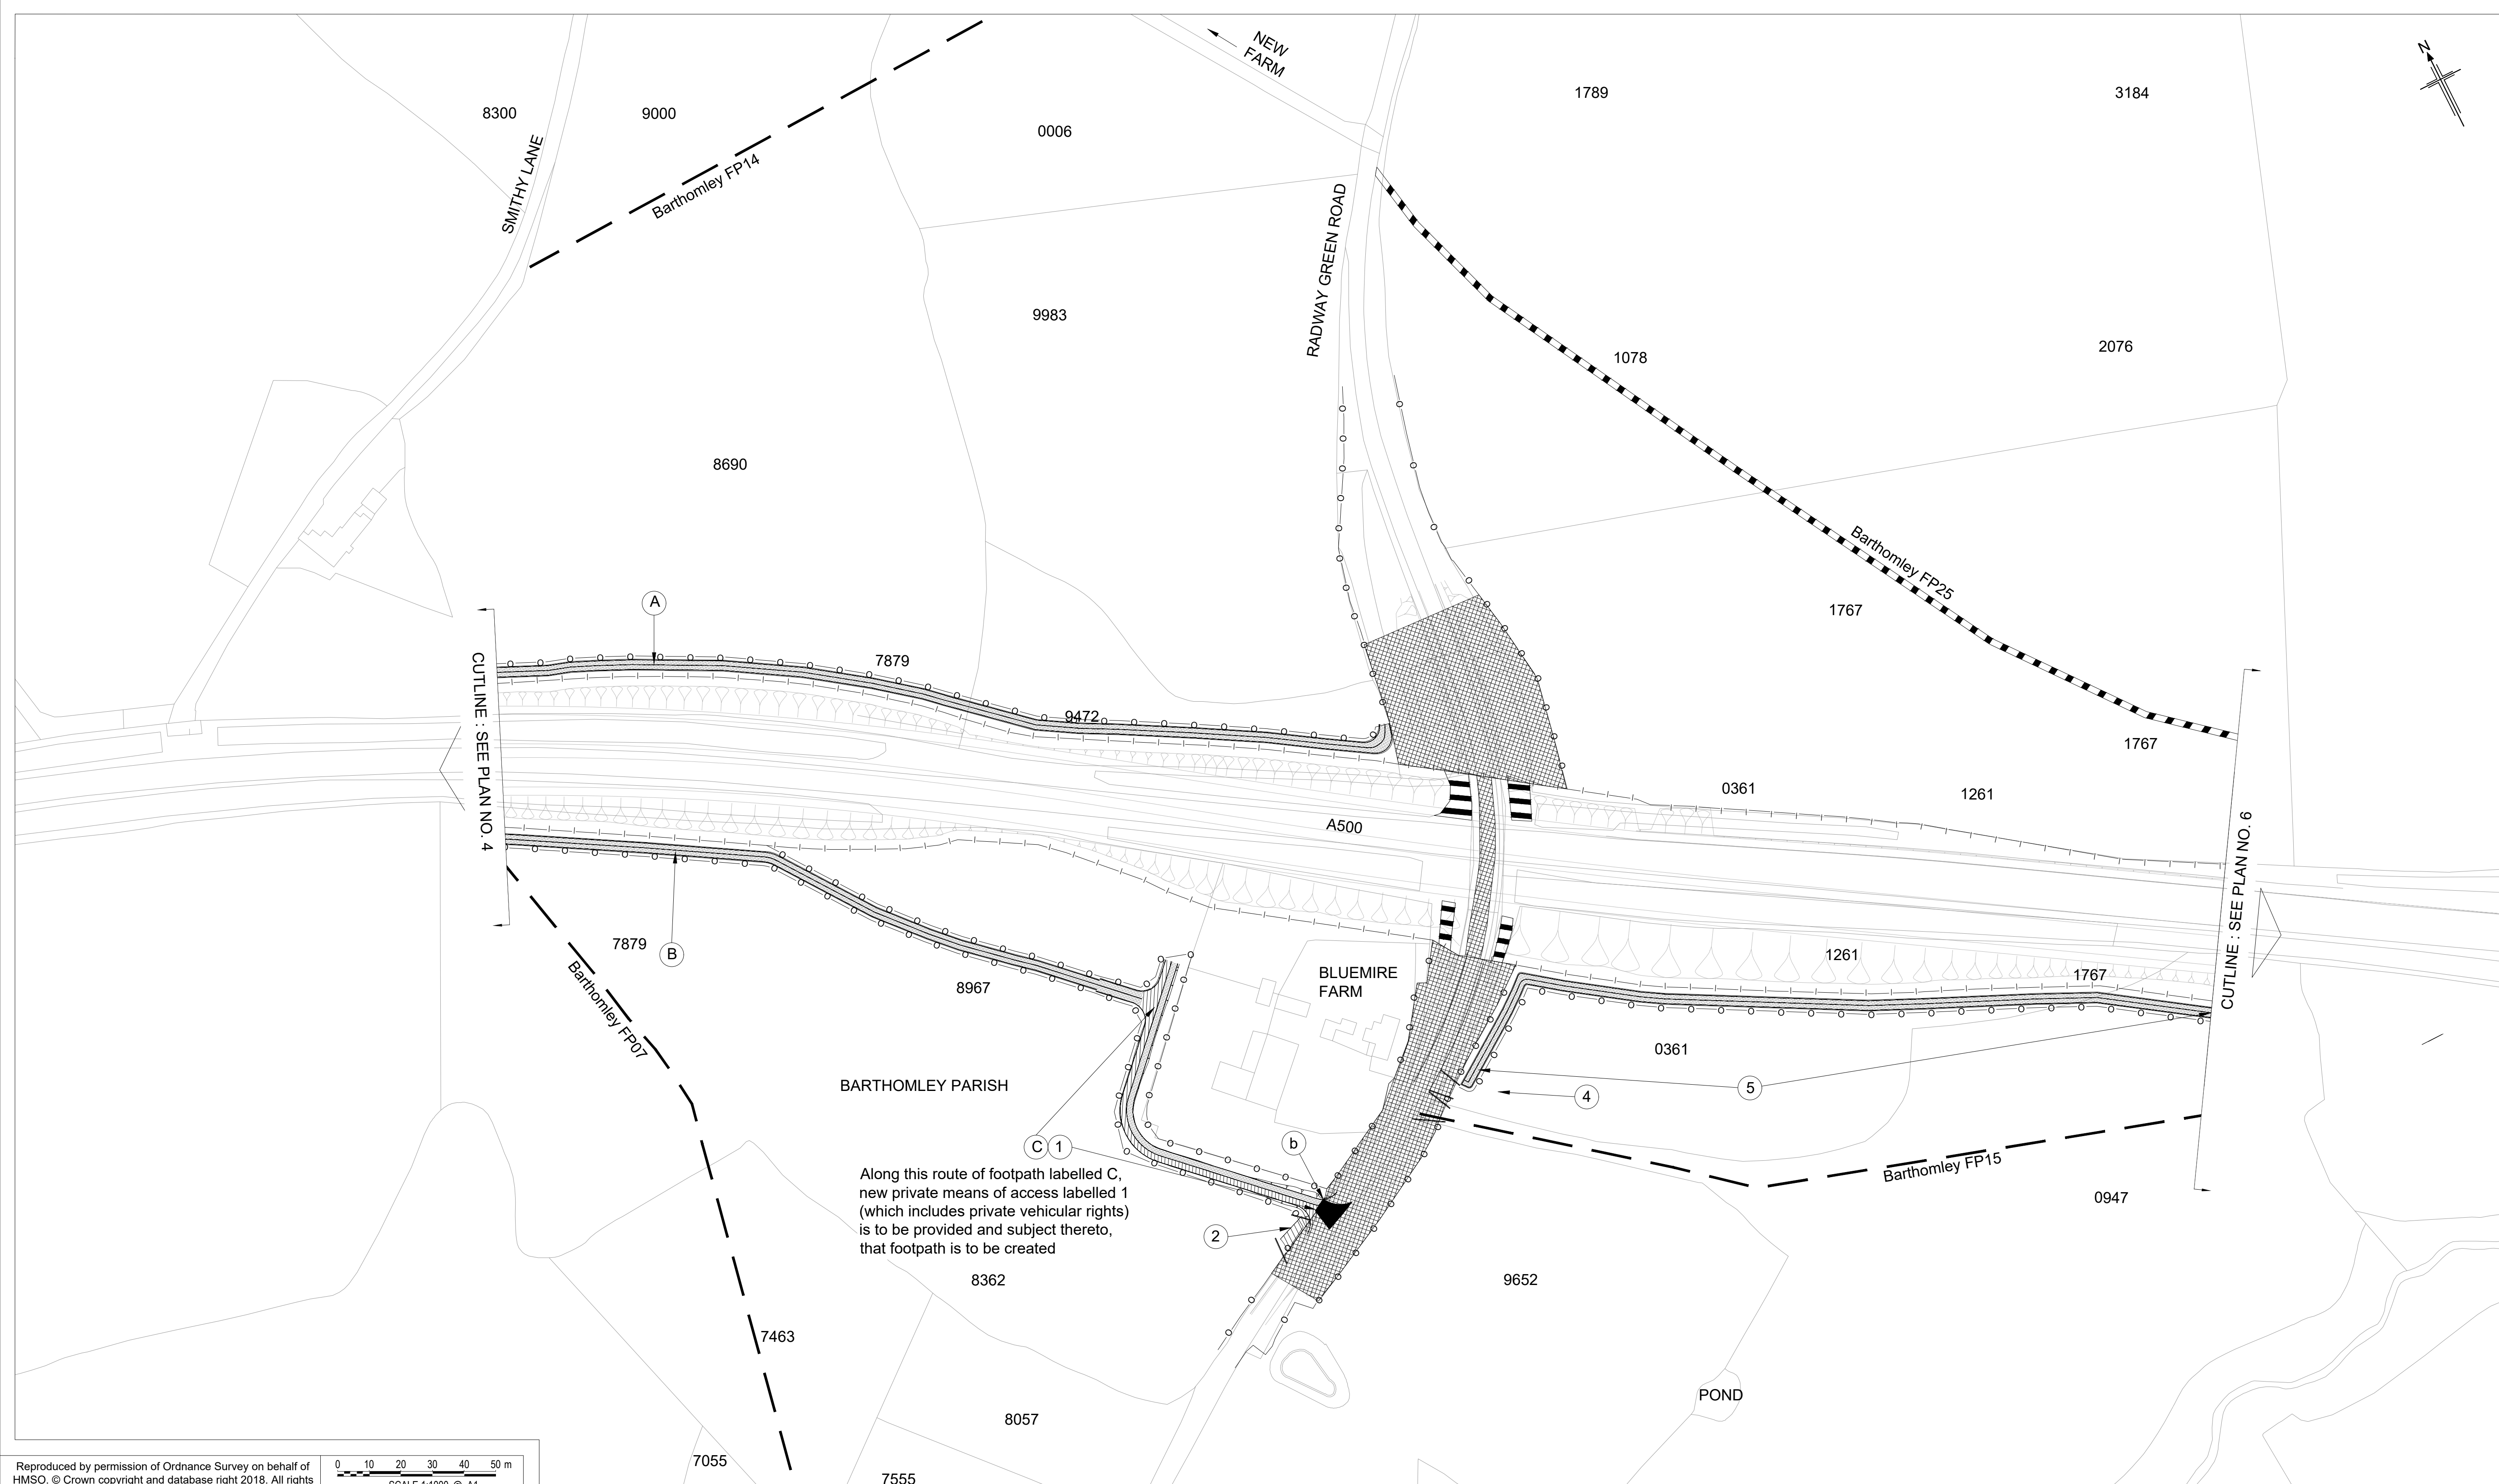 NEW
FARM
N
8300
9000
0006
1789
3184
SMITHY LANE
Barthomley FP14
RADWAY GREEN ROAD
9983
1078
2076
8690
Barthomley FP25
A
1767
CUTLINE : SEE PLAN NO. 4
7879
9472
1767
0361
1261
A500
CUTLINE : SEE PLAN NO. 6
7879
B
8967
BLUEMIRE
FARM
1261
1767
Barthomley FP07
0361
BARTHOMLEY PARISH
4
5
C
1
b
Along this route of footpath labelled C,
new private means of access labelled 1
(which includes private vehicular rights)
is to be provided and subject thereto,
that footpath is to be created
Barthomley FP15
0947
2
8362
9652
7463
POND
8057
7055
7555
Reproduced by permission of Ordnance Survey on behalf of
HMSO. © Crown copyright and database right 2018. All rights
0 10 20 30 40 50 m
SCALE 1:1000 @ A1